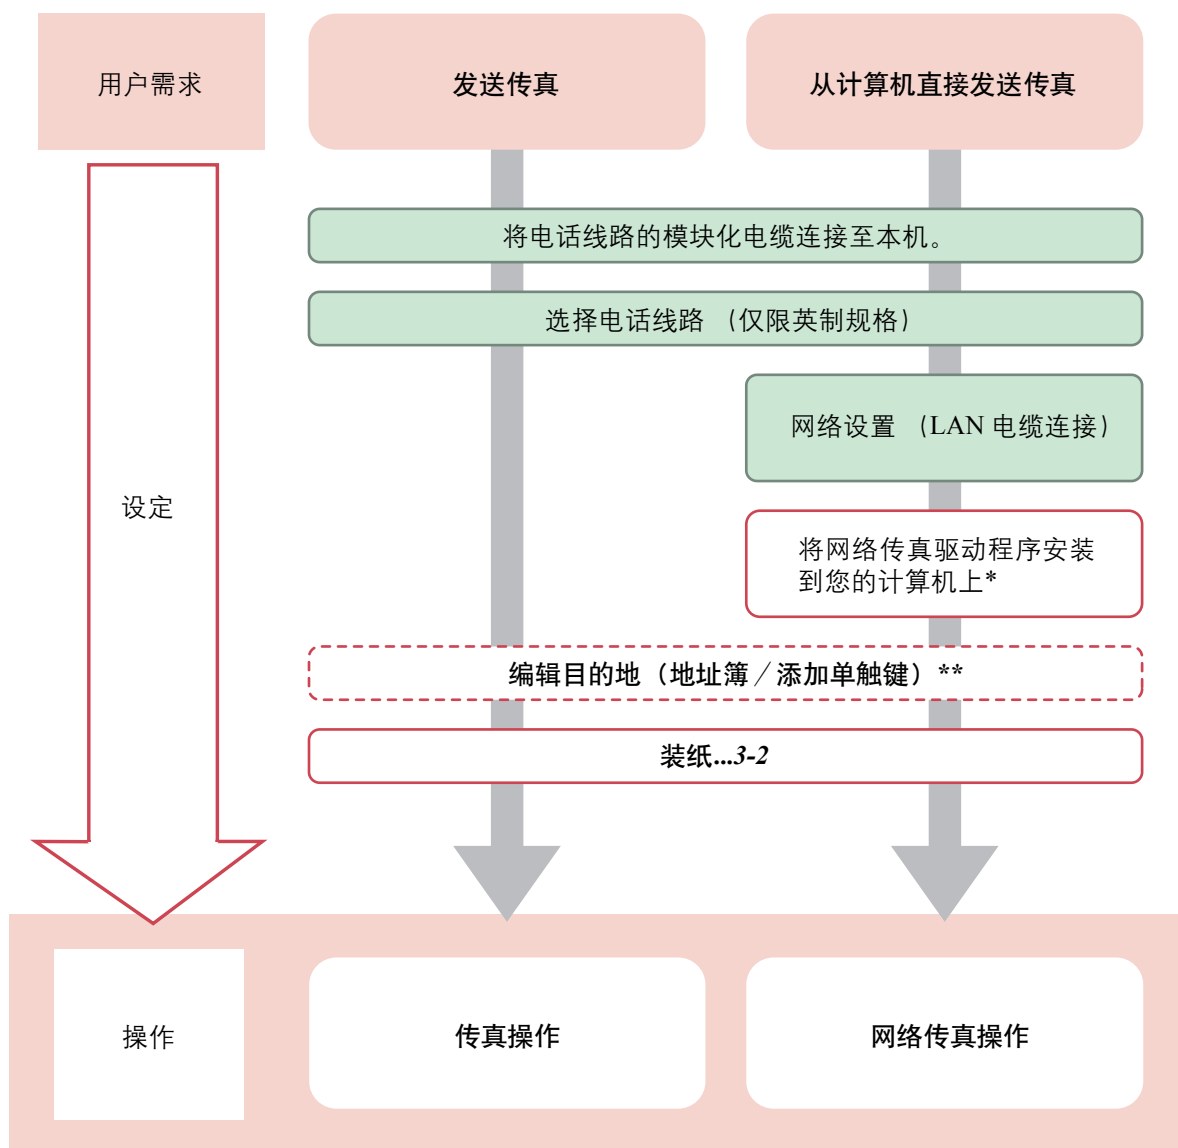 用户需求
发送传真
从计算机直接发送传真
将电话线路的模块化电缆连接至本机。
选择电话线路 （仅限英制规格）
网络设置 （LAN 电缆连接）
设定
将网络传真驱动程序安装
到您的计算机上*
编辑目的地（地址簿／添加单触键）**
装纸...3-2
操作
传真操作
网络传真操作